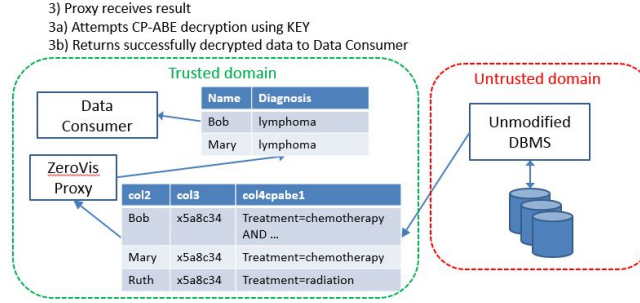 3) Proxy receives result
3a) Attempts CP-ABE decryption using KEY
3b) Returns successfully decrypted data to Data Consumer
Trusted domain
Untrusted domain
Data
Consumer
Name Diagnosis
Bob lymphoma
Mary lymphoma
Unmodified
DBMS
ZeroVis
Proxy
col2 col3 col4cpabe1
Bob x5a8c34 Treatment=chemotherapy
AND ...
Mary x5a8c34 Treatment=chemotherapy
Ruth x5a8c34 Treatment=radiation